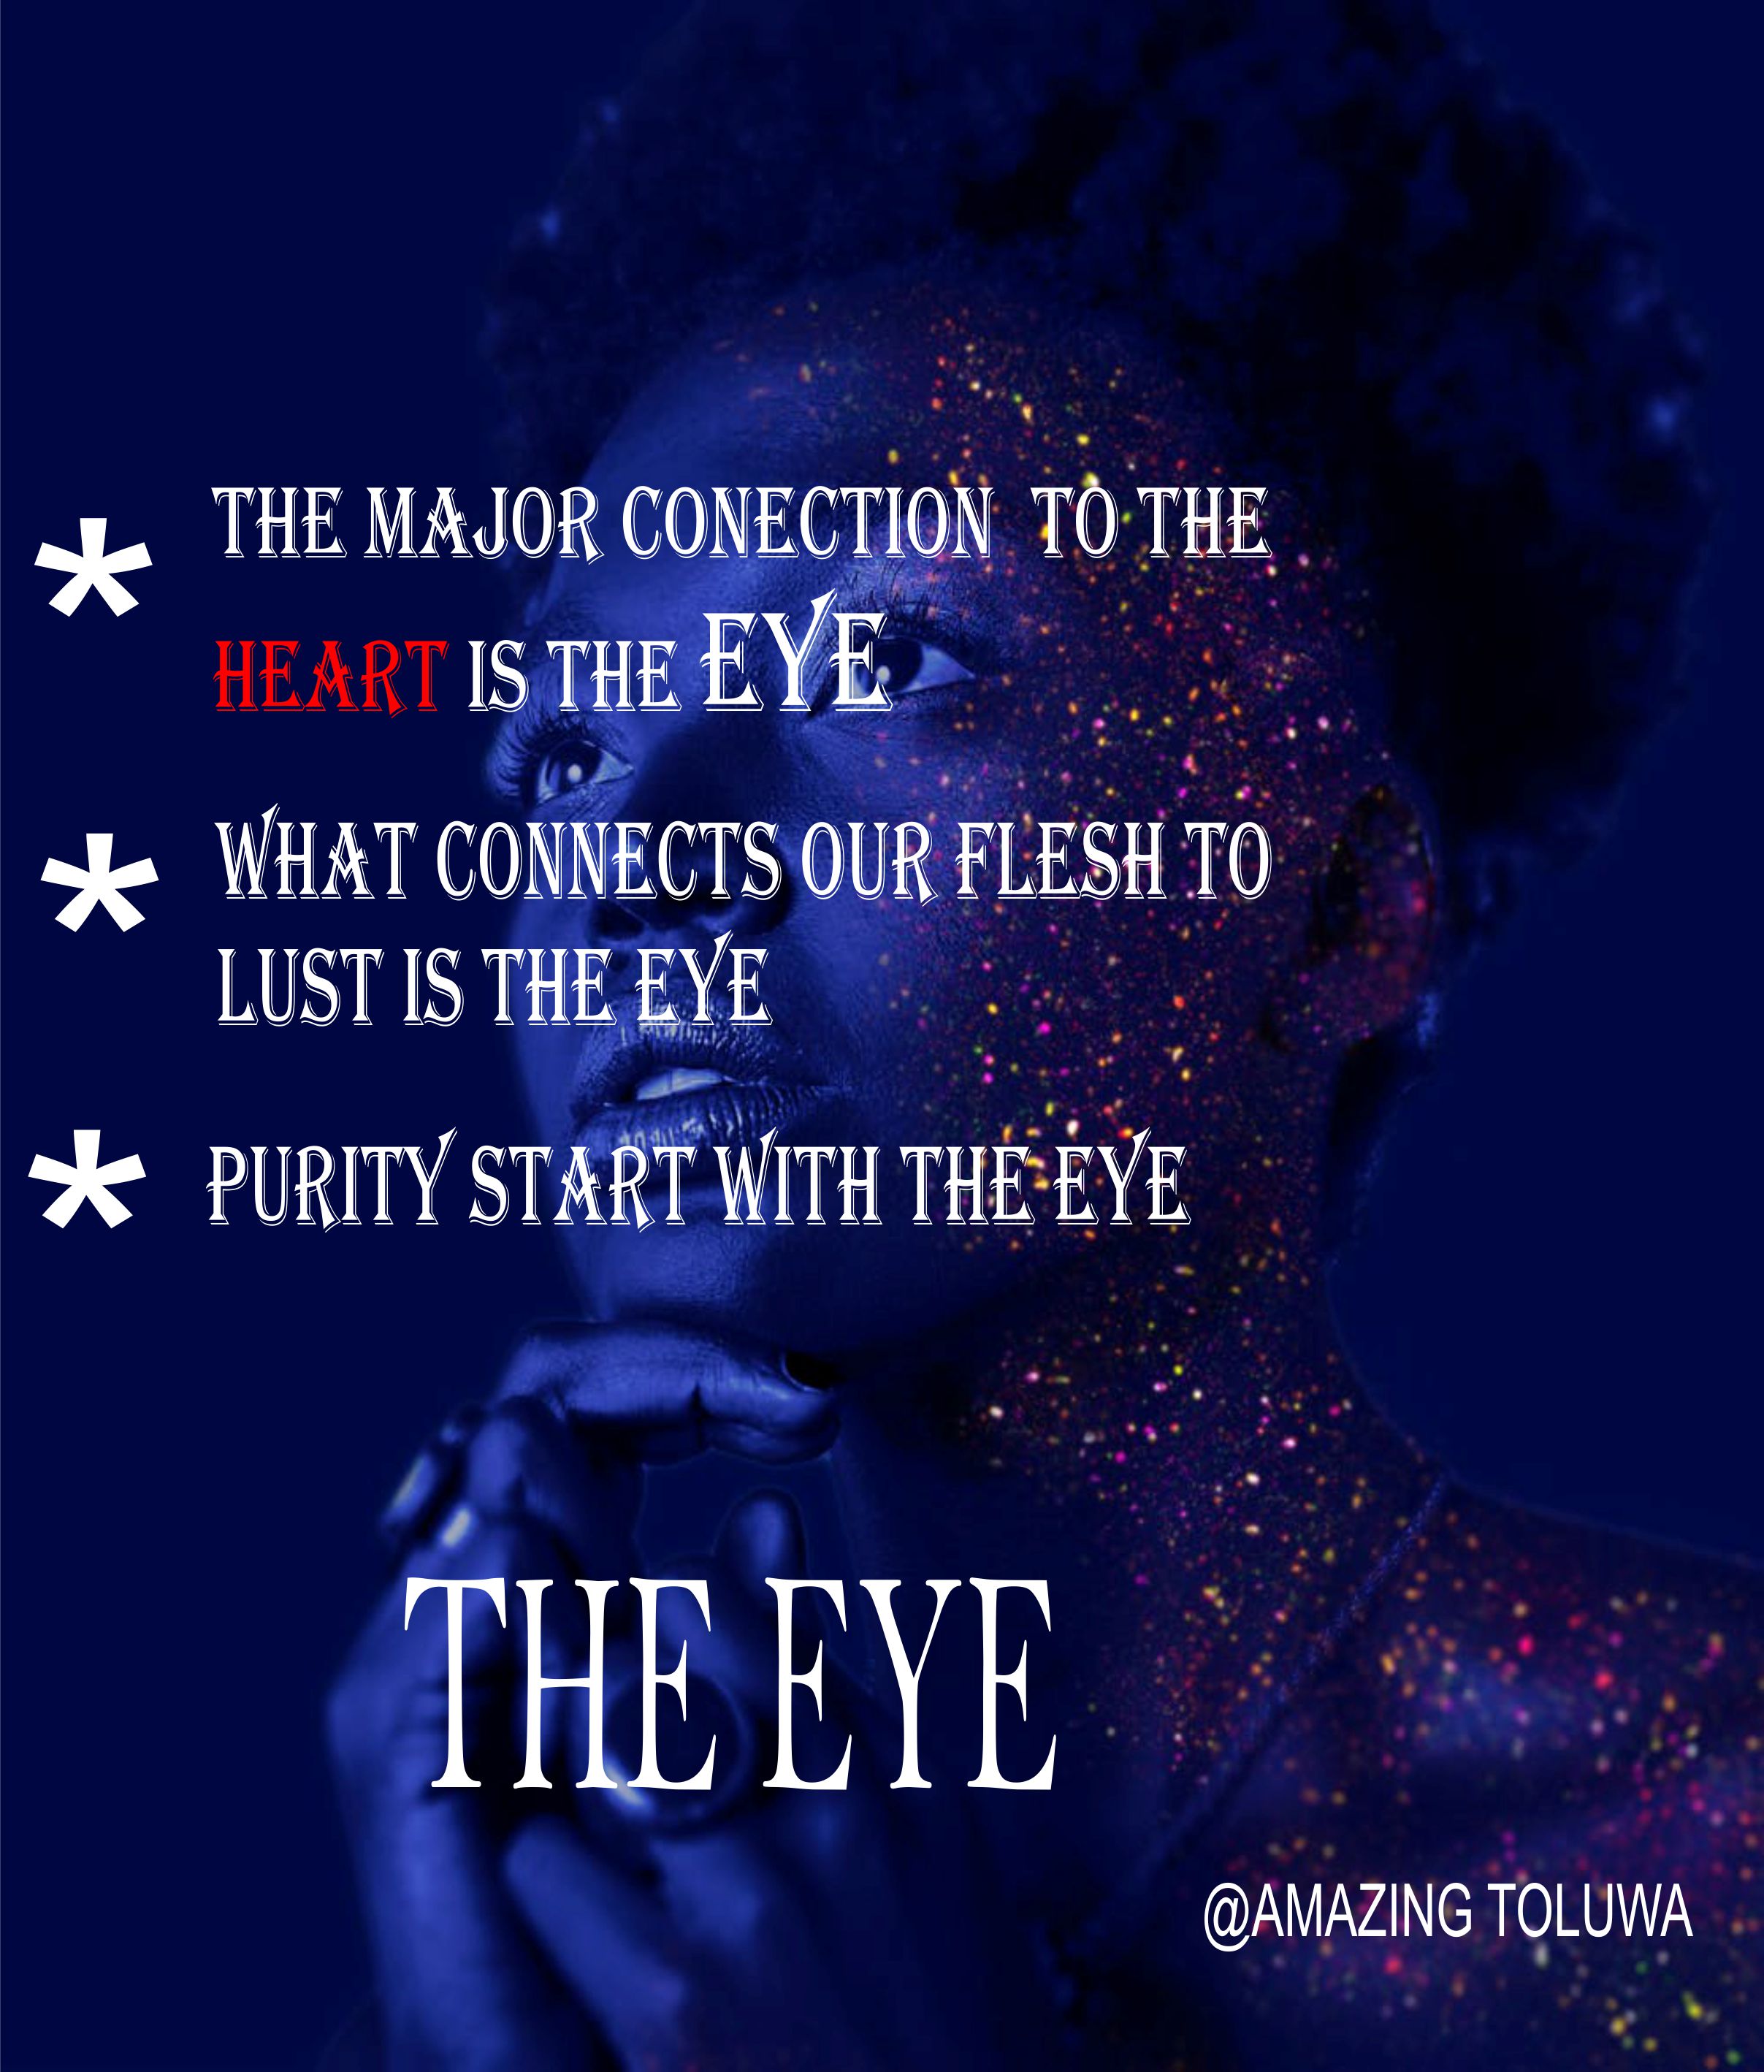 * THE MAJOR CONECTION TO THE
HEART IS THE EYE
* WHAT CONNECTS OUR FLESH TO
LUST IS THE EYE
* PURITY START WITH THE EYE
THE EYE
@AMAZING TOLUWA